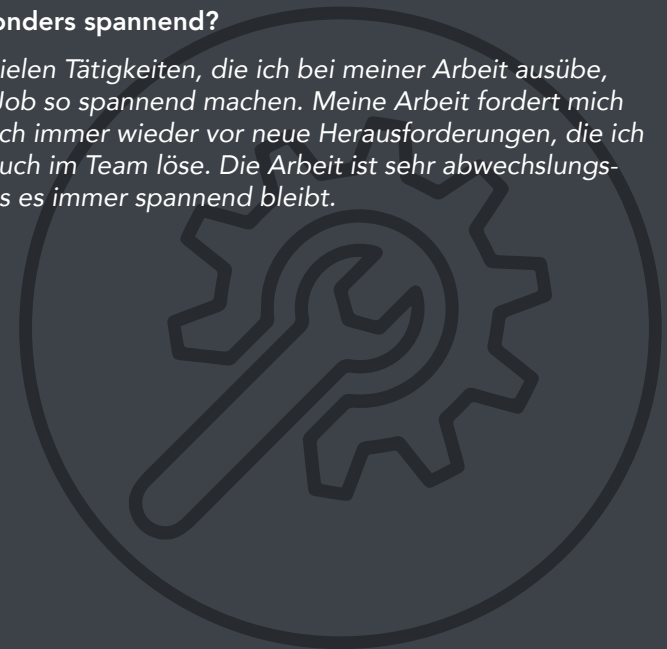 onders spannend?
ielen Tätigkeiten, die ich bei meiner Arbeit ausübe,
Job so spannend machen. Meine Arbeit fordert mich
ch immer wieder vor neue Herausforderungen, die ich
uch im Team löse. Die Arbeit ist sehr abwechslungs-
s es immer spannend bleibt.